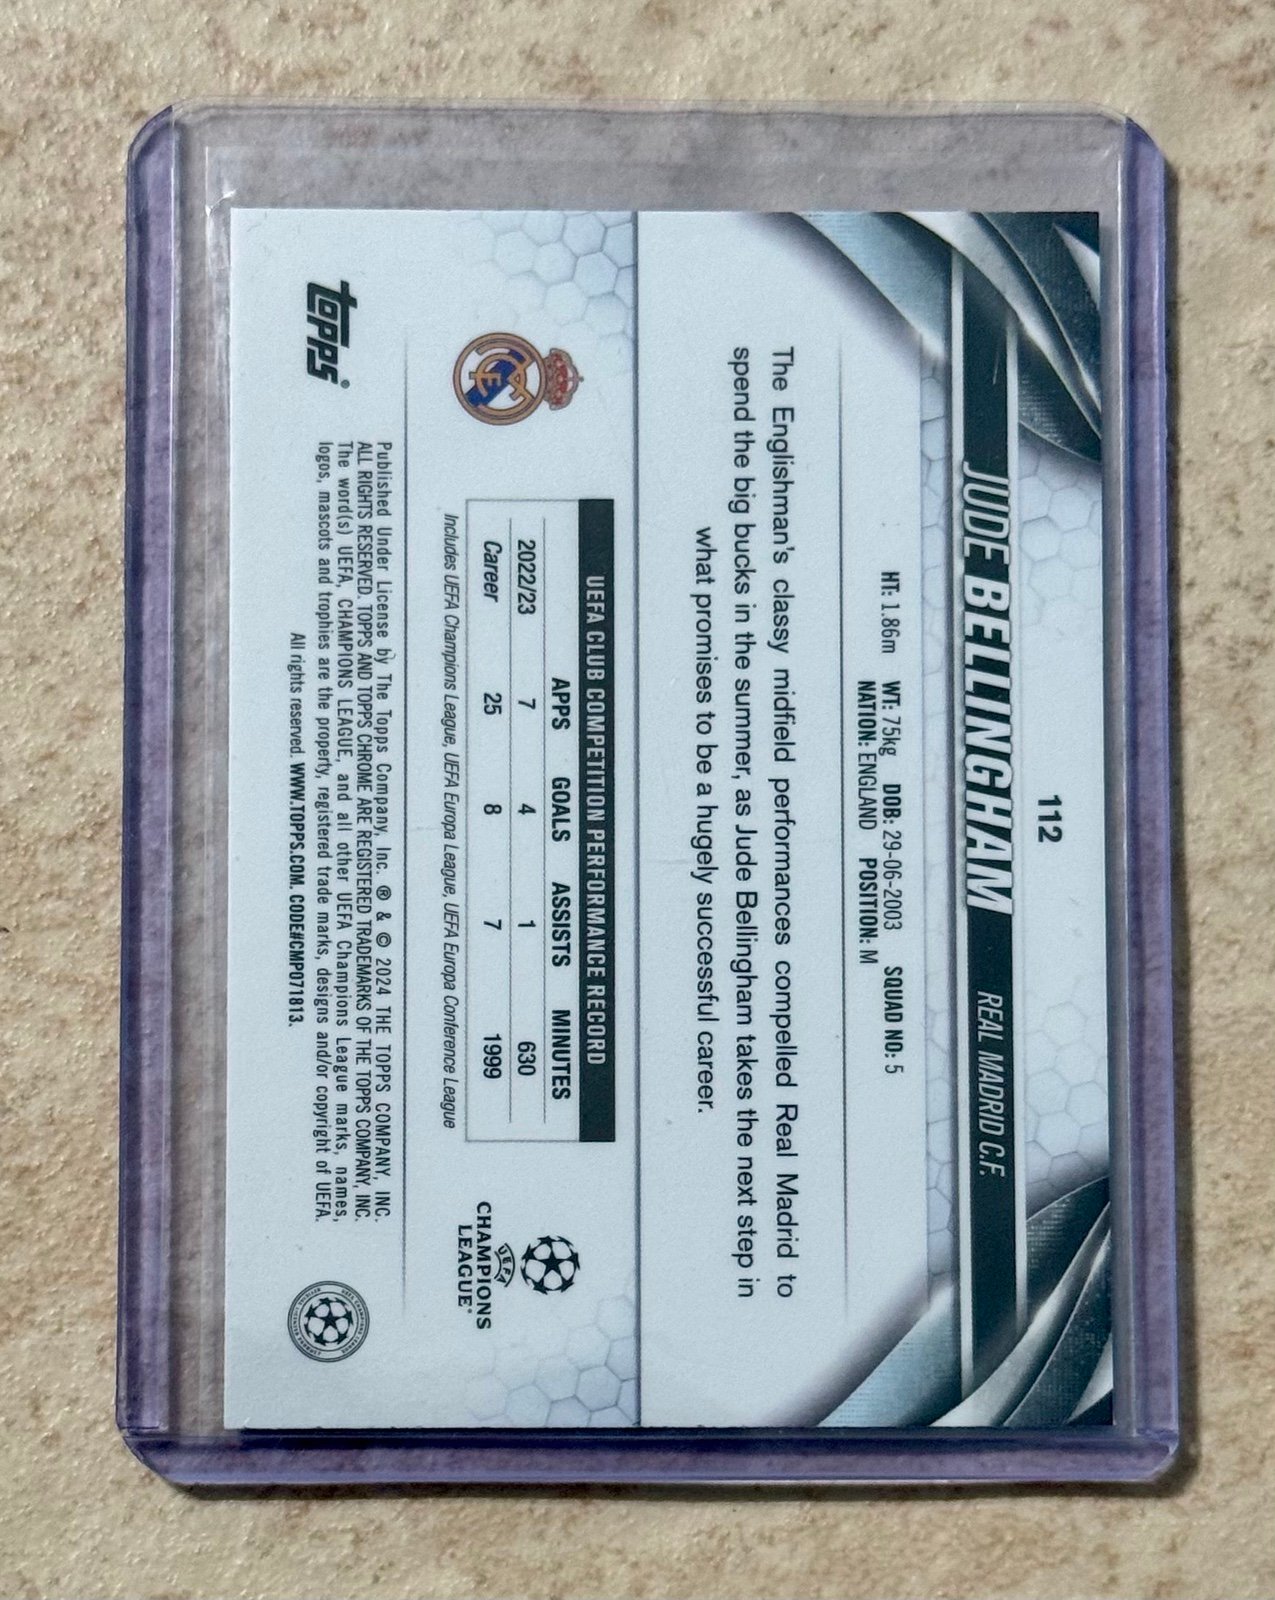 112
JUDE BELLINGHAM REAL MADRID C.F.
HT: 1.86m WT: 75kg DOB: 29-06-2003 SQUAD NO: 5
NATION: ENGLAND POSITION: M
The Englishman's classy midfield performances compelled Real Madrid to
spend the big bucks in the summer, as Jude Bellingham takes the next step in
what promises to be a hugely successful career.
UEFA CLUB COMPETITION PERFORMANCE RECORD
APPS GOALS ASSISTS MINUTES
2022/23 7 4 1 630
Career 25 8 7 1999
Includes UEFA Champions League, UEFA Europa League, UEFA Europa Conference League
UEFA
CHAMPIONS
LEAGUE®
topps®
Published Under License by The Topps Company, Inc. ® & © 2024 THE TOPPS COMPANY, INC.
ALL RIGHTS RESERVED. TOPPS AND TOPPS CHROME ARE REGISTERED TRADEMARKS OF THE TOPPS COMPANY, INC.
The word(s) UEFA, CHAMPIONS LEAGUE, and all other UEFA Champions League marks, names,
logos, mascots and trophies are the property, registered trade marks, designs and/or copyright of UEFA.
All rights reserved. WWW.TOPPS.COM. CODE#CMP071813.